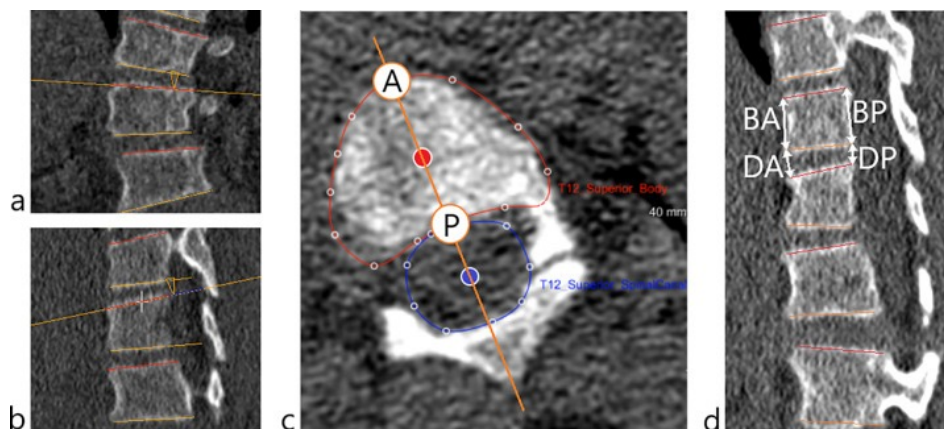 a
b
c
A
P
T12_Superior_Body
40 mm
T12_Superior_SpinalCanal
d
BA
BP
DA
DP